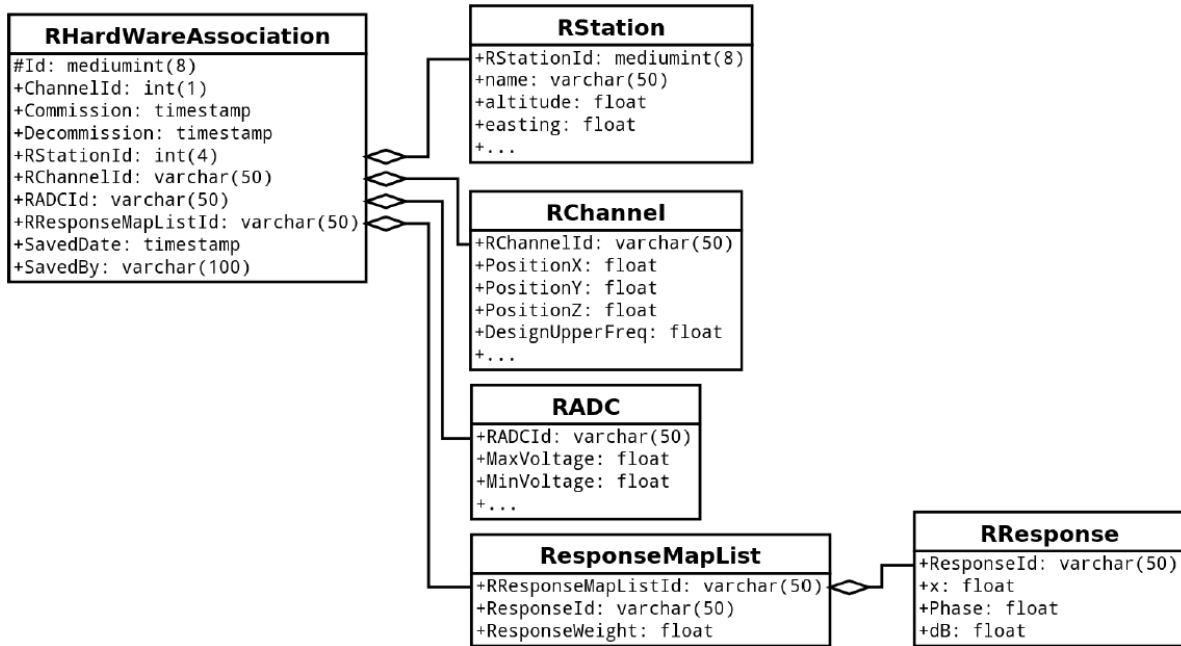 RHardWareAssociation
#Id: mediumint(8)
+ChannelId: int(1)
+Commission: timestamp
+Decommission: timestamp
+RStationId: int(4)
+RChannelId: varchar(50)
+RADCId: varchar(50)
+RResponseMapListId: varchar(50)
+SavedDate: timestamp
+SavedBy: varchar(100)
RStation
+RStationId: mediumint(8)
+name: varchar(50)
+altitude: float
+easting: float
+...
RChannel
+RChannelId: varchar(50)
+PositionX: float
+PositionY: float
+PositionZ: float
+DesignUpperFreq: float
+...
RADC
+RADCId: varchar(50)
+MaxVoltage: float
+MinVoltage: float
+...
ResponseMapList
+RResponseMapListId: varchar(50)
+ResponseId: varchar(50)
+ResponseWeight: float
RResponse
+ResponseId: varchar(50)
+x: float
+Phase: float
+dB: float